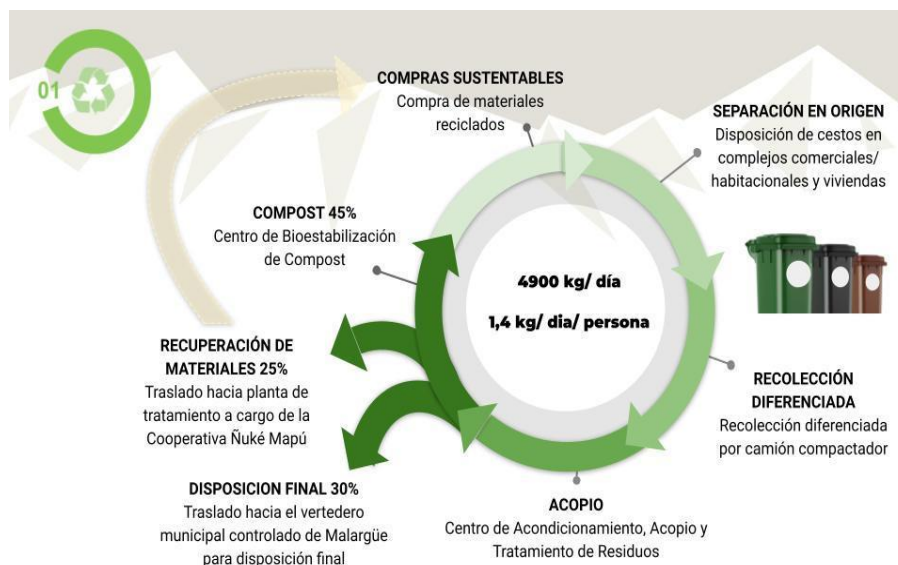 01
COMPRAS SUSTENTABLES
Compra de materiales
reciclados
SEPARACIÓN EN ORIGEN
Disposición de cestos en
complejos comerciales/
habitacionales y viviendas
COMPOST 45%
Centro de Bioestabilización
de Compost
4900 kg/ día
1,4 kg/ dia/ persona
RECUPERACIÓN DE
MATERIALES 25%
Traslado hacia planta de
tratamiento a cargo de la
Cooperativa Ñuké Mapú
RECOLECCIÓN
DIFERENCIADA
Recolección diferenciada
por camión compactador
DISPOSICION FINAL 30%
Traslado hacia el vertedero
municipal controlado de Malargüe
para disposición final
ACOPIO
Centro de Acondicionamiento, Acopio y
Tratamiento de Residuos